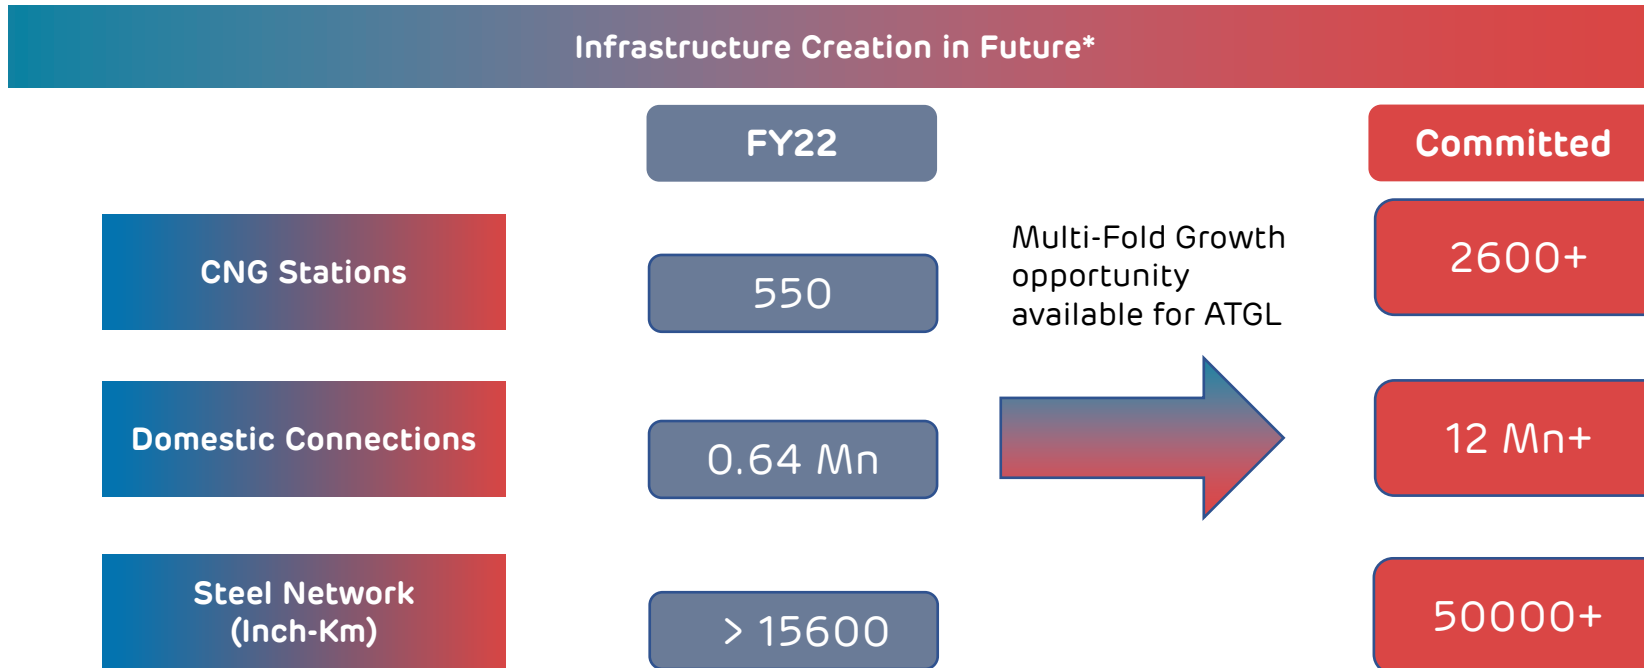 Infrastructure Creation in Future*
FY22
Committed
CNG Stations
550
Multi-Fold Growth
opportunity
available for ATGL
2600+
Domestic Connections
0.64 Mn
12 Mn+
Steel Network
(Inch-Km)
> 15600
50000+